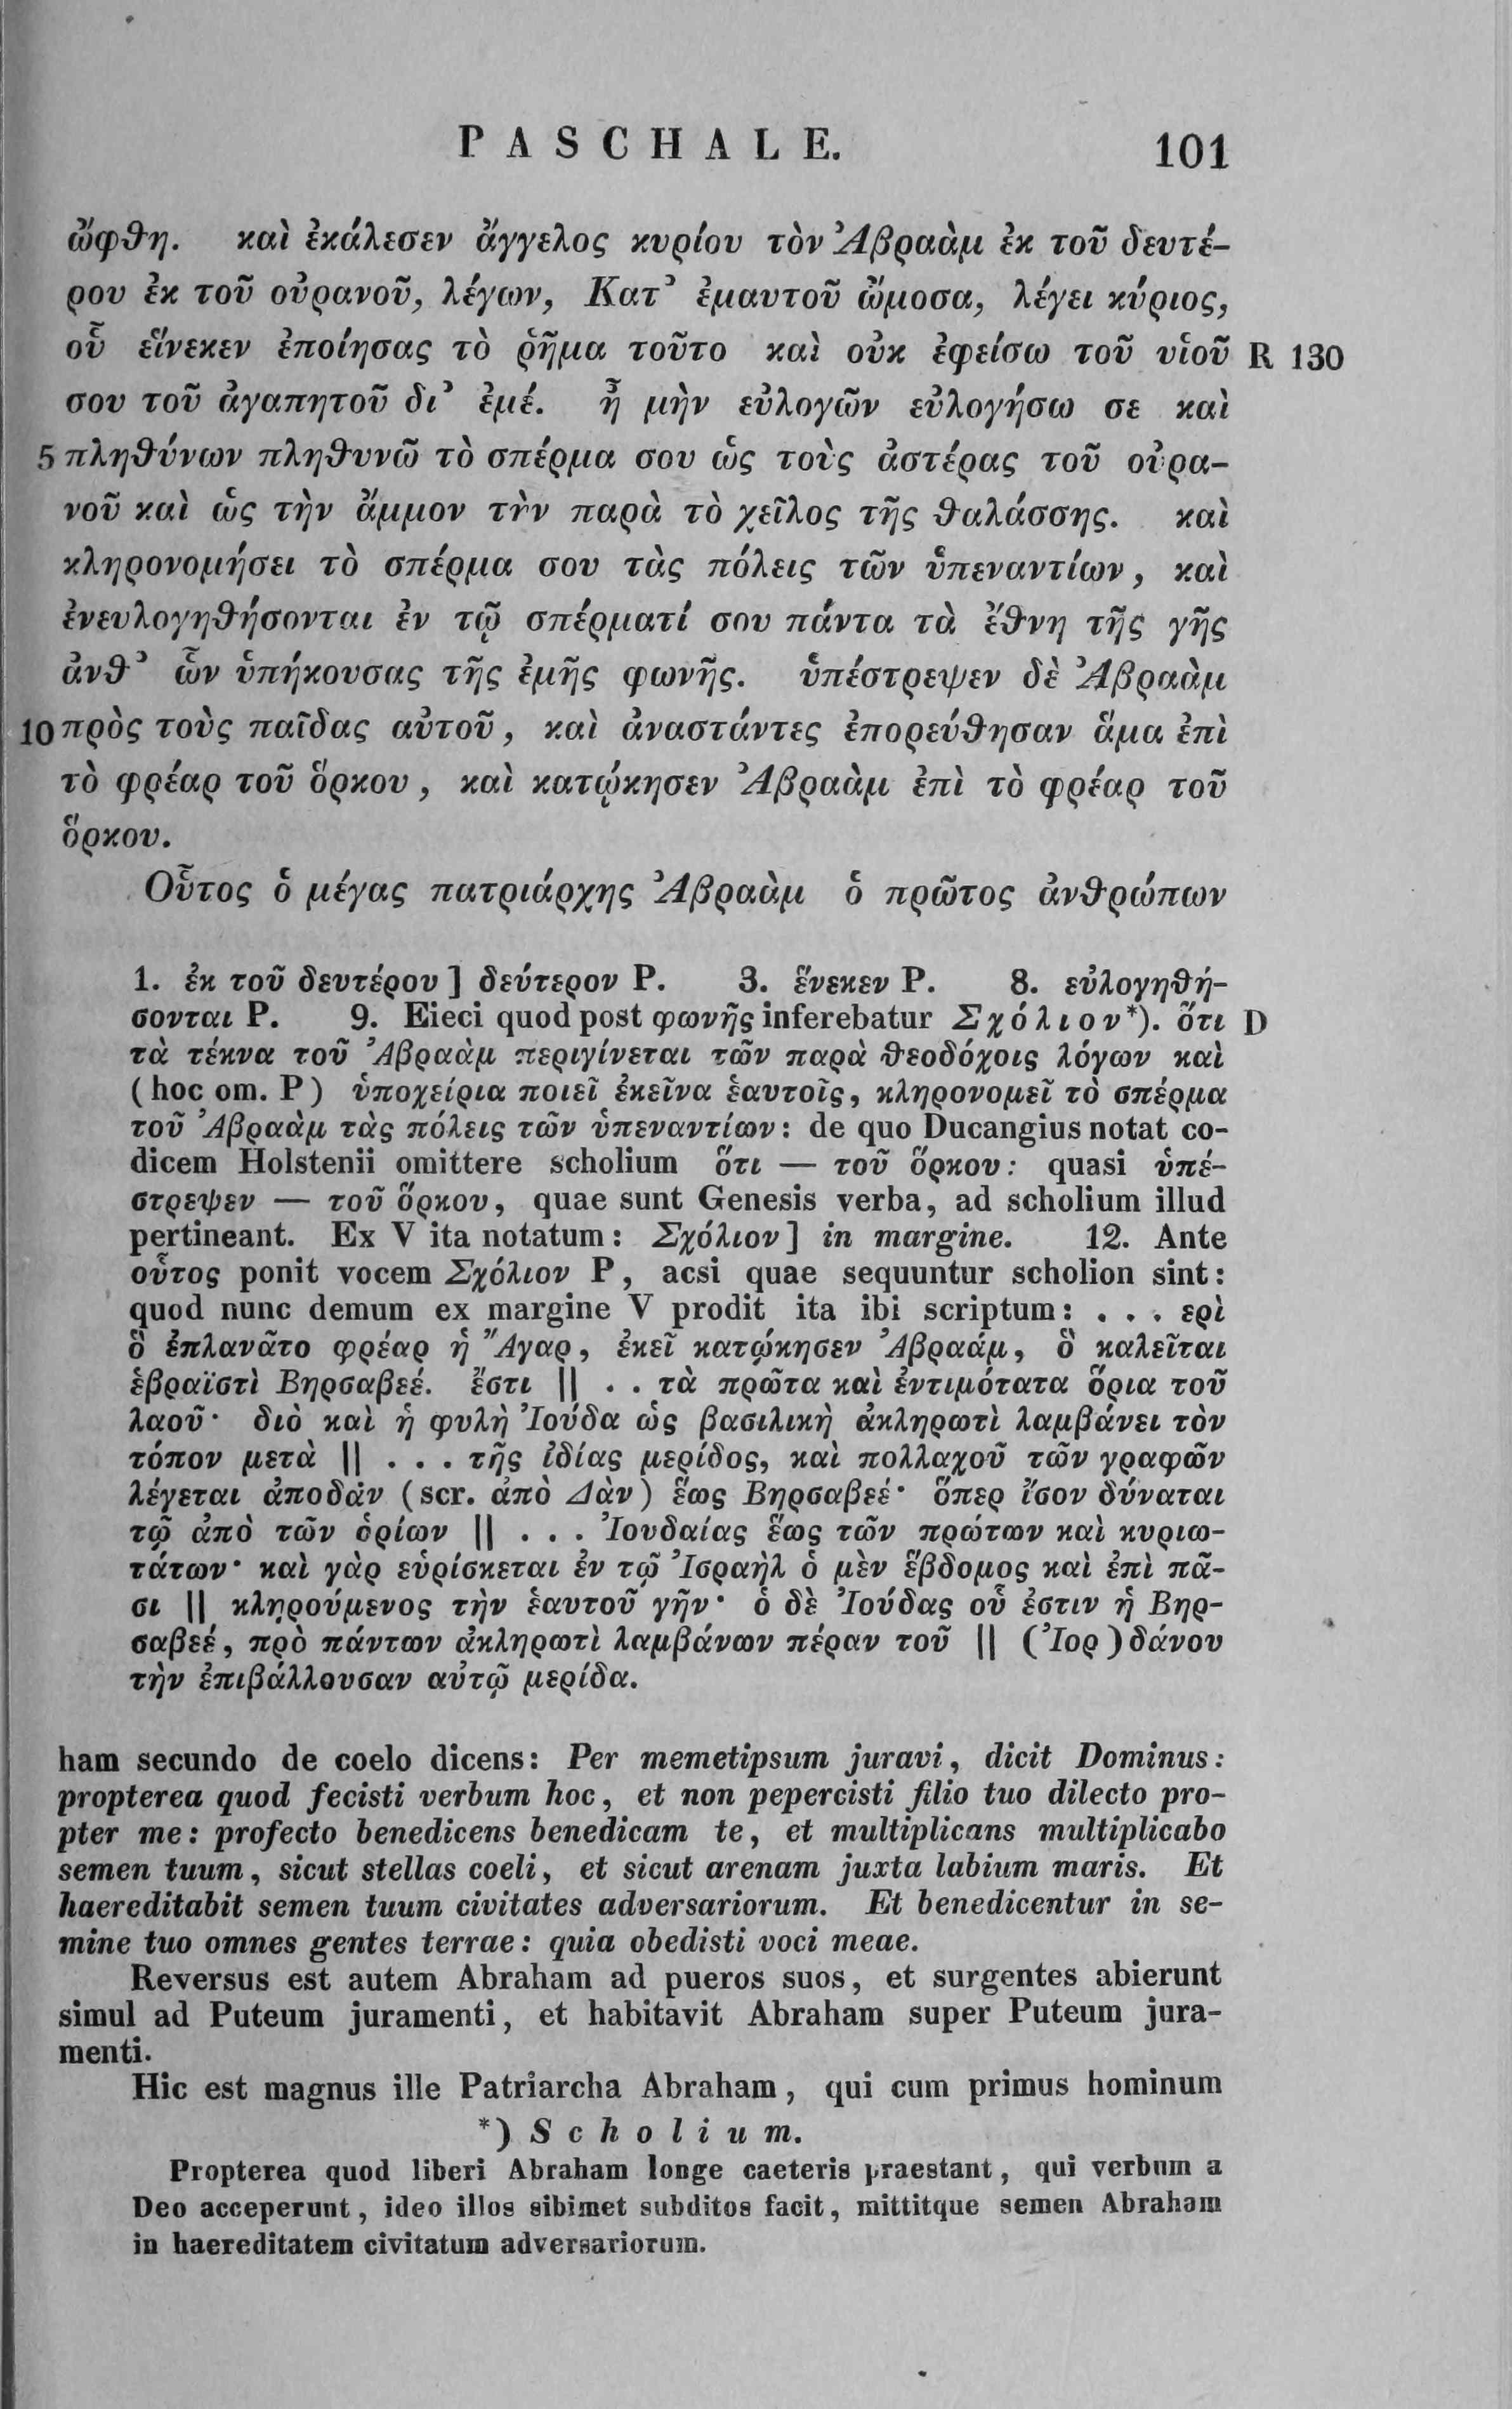 PASCHALE. 101
ὤφθη. καὶ ἐκάλεσεν ἄγγελος κυρίου τὸν Ἀβραὰμ ἐκ τοῦ δευτέ-
ρου ἐκ τοῦ οὐρανοῦ, λέγων, Κατ' ἐμαυτοῦ ὤμοσα, λέγει κύριος,
οὗ εἵνεκεν ἐποίησας τὸ ῥῆμα τοῦτο καὶ οὐκ ἐφείσω τοῦ υἱοῦ R 130
σου τοῦ ἀγαπητοῦ δι' ἐμέ. ἦ μὴν εὐλογῶν εὐλογήσω σε καὶ
5 πληθύνων πληθυνῶ τὸ σπέρμα σου ὡς τοὺς ἀστέρας τοῦ οὐρα-
νοῦ καὶ ὡς τὴν ἄμμον τὴν παρὰ τὸ χεῖλος τῆς θαλάσσης. καὶ
κληρονομήσει τὸ σπέρμα σου τὰς πόλεις τῶν ὑπεναντίων, καὶ
ἐνευλογηθήσονται ἐν τῷ σπέρματί σου πάντα τὰ ἔθνη τῆς γῆς
ἀνθ' ὧν ὑπήκουσας τῆς ἐμῆς φωνῆς. ὑπέστρεψεν δὲ Ἀβραὰμ
10 πρὸς τοὺς παῖδας αὐτοῦ, καὶ ἀναστάντες ἐπορεύθησαν ἅμα ἐπὶ
τὸ φρέαρ τοῦ ὅρκου, καὶ κατῴκησεν Ἀβραὰμ ἐπὶ τὸ φρέαρ τοῦ
ὅρκου.
Οὗτος ὁ μέγας πατριάρχης Ἀβραὰμ ὁ πρῶτος ἀνθρώπων
1. ἐκ τοῦ δευτέρου] δεύτερον P. 3. ἕνεκεν P. 8. εὐλογηθή-
σονται P. 9. Eieci quod post φωνῆς inferebatur Σχόλιον*). ὅτι D
τὰ τέκνα τοῦ Ἀβραὰμ περιγίνεται τῶν παρὰ θεοδόχοις λόγων καὶ
(hoc om. P) ὑποχείρια ποιεῖ ἐκεῖνα ἑαυτοῖς, κληρονομεῖ τὸ σπέρμα
τοῦ Ἀβραὰμ τὰς πόλεις τῶν ὑπεναντίων: de quo Ducangius notat co-
dicem Holstenii omittere scholium ὅτι — τοῦ ὅρκου: quasi ὑπέ-
στρεψεν — τοῦ ὅρκου, quae sunt Genesis verba, ad scholium illud
pertineant. Ex V ita notatum: Σχόλιον] in margine. 12. Ante
οὗτος ponit vocem Σχόλιον P, acsi quae sequuntur scholion sint:
quod nunc demum ex margine V prodit ita ibi scriptum: . . . ερὶ
ὃ ἐπλανᾶτο φρέαρ ἡ Ἄγαρ, ἐκεῖ κατῴκησεν Ἀβραάμ, ὃ καλεῖται
ἑβραϊστὶ Βηρσαβεέ. ἔστι || . . τὰ πρῶτα καὶ ἐντιμότατα ὅρια τοῦ
λαοῦ· διὸ καὶ ἡ φυλὴ Ἰούδα ὡς βασιλικὴ ἀκληρωτὶ λαμβάνει τὸν
τόπον μετὰ || . . . τῆς ἰδίας μερίδος, καὶ πολλαχοῦ τῶν γραφῶν
λέγεται ἀποδάν (scr. ἀπὸ Δὰν) ἕως Βηρσαβεέ· ὅπερ ἴσον δύναται
τῷ ἀπὸ τῶν ὁρίων || . . . Ἰουδαίας ἕως τῶν πρώτων καὶ κυριω-
τάτων· καὶ γὰρ εὑρίσκεται ἐν τῷ Ἰσραὴλ ὁ μὲν ἕβδομος καὶ ἐπὶ πᾶ-
σι || κληρούμενος τὴν ἑαυτοῦ γῆν· ὁ δὲ Ἰούδας οὗ ἐστιν ἡ Βηρ-
σαβεέ, πρὸ πάντων ἀκληρωτὶ λαμβάνων πέραν τοῦ || (Ἰορ)δάνου
τὴν ἐπιβάλλουσαν αὐτῷ μερίδα.
ham secundo de coelo dicens: Per memetipsum juravi, dicit Dominus:
propterea quod fecisti verbum hoc, et non pepercisti filio tuo dilecto pro-
pter me: profecto benedicens benedicam te, et multiplicans multiplicabo
semen tuum, sicut stellas coeli, et sicut arenam juxta labium maris. Et
haereditabit semen tuum civitates adversariorum. Et benedicentur in se-
mine tuo omnes gentes terrae: quia obedisti voci meae.
Reversus est autem Abraham ad pueros suos, et surgentes abierunt
simul ad Puteum juramenti, et habitavit Abraham super Puteum jura-
menti.
Hic est magnus ille Patriarcha Abraham, qui cum primus hominum
*) Scholium.
Propterea quod liberi Abraham longe caeteris praestant, qui verbum a
Deo acceperunt, ideo illos sibimet subditos facit, mittitque semen Abraham
in haereditatem civitatum adversariorum.